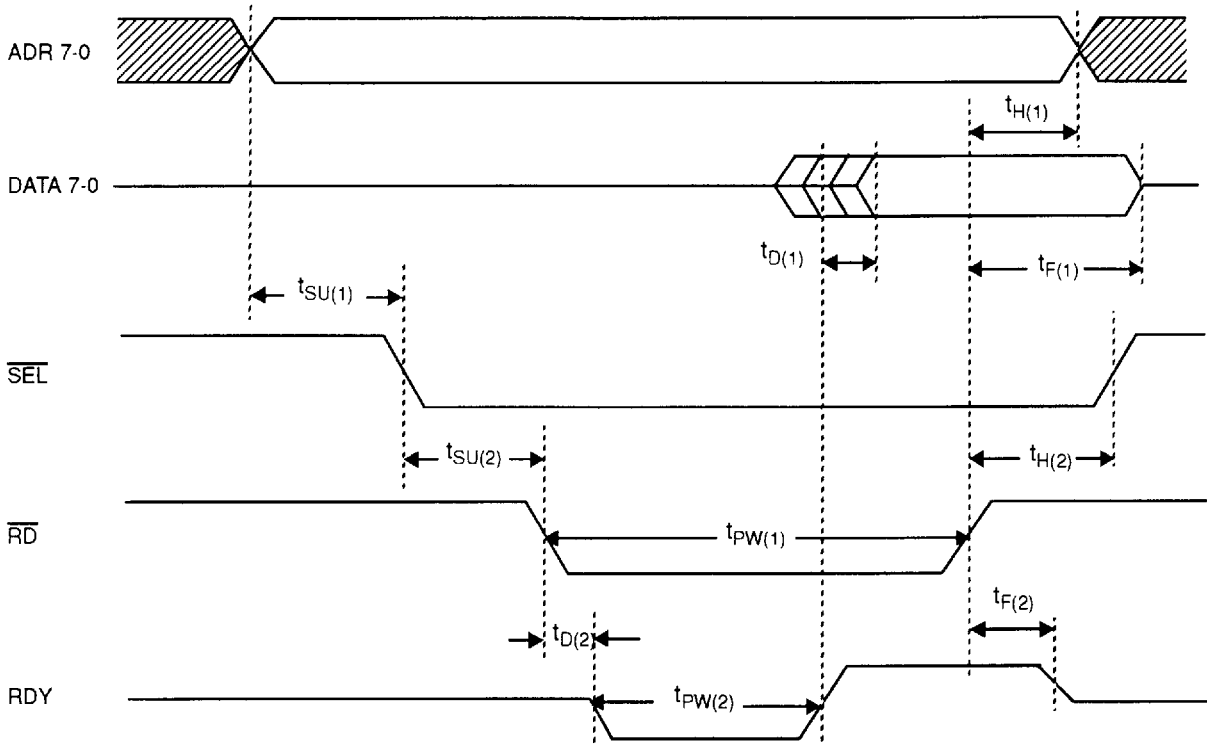 ADR 7-0
tH(1)
DATA 7-0
tD(1)
tF(1)
tSU(1)
SEL
tSU(2)
tH(2)
RD
tPW(1)
tF(2)
tD(2)
RDY
tPW(2)